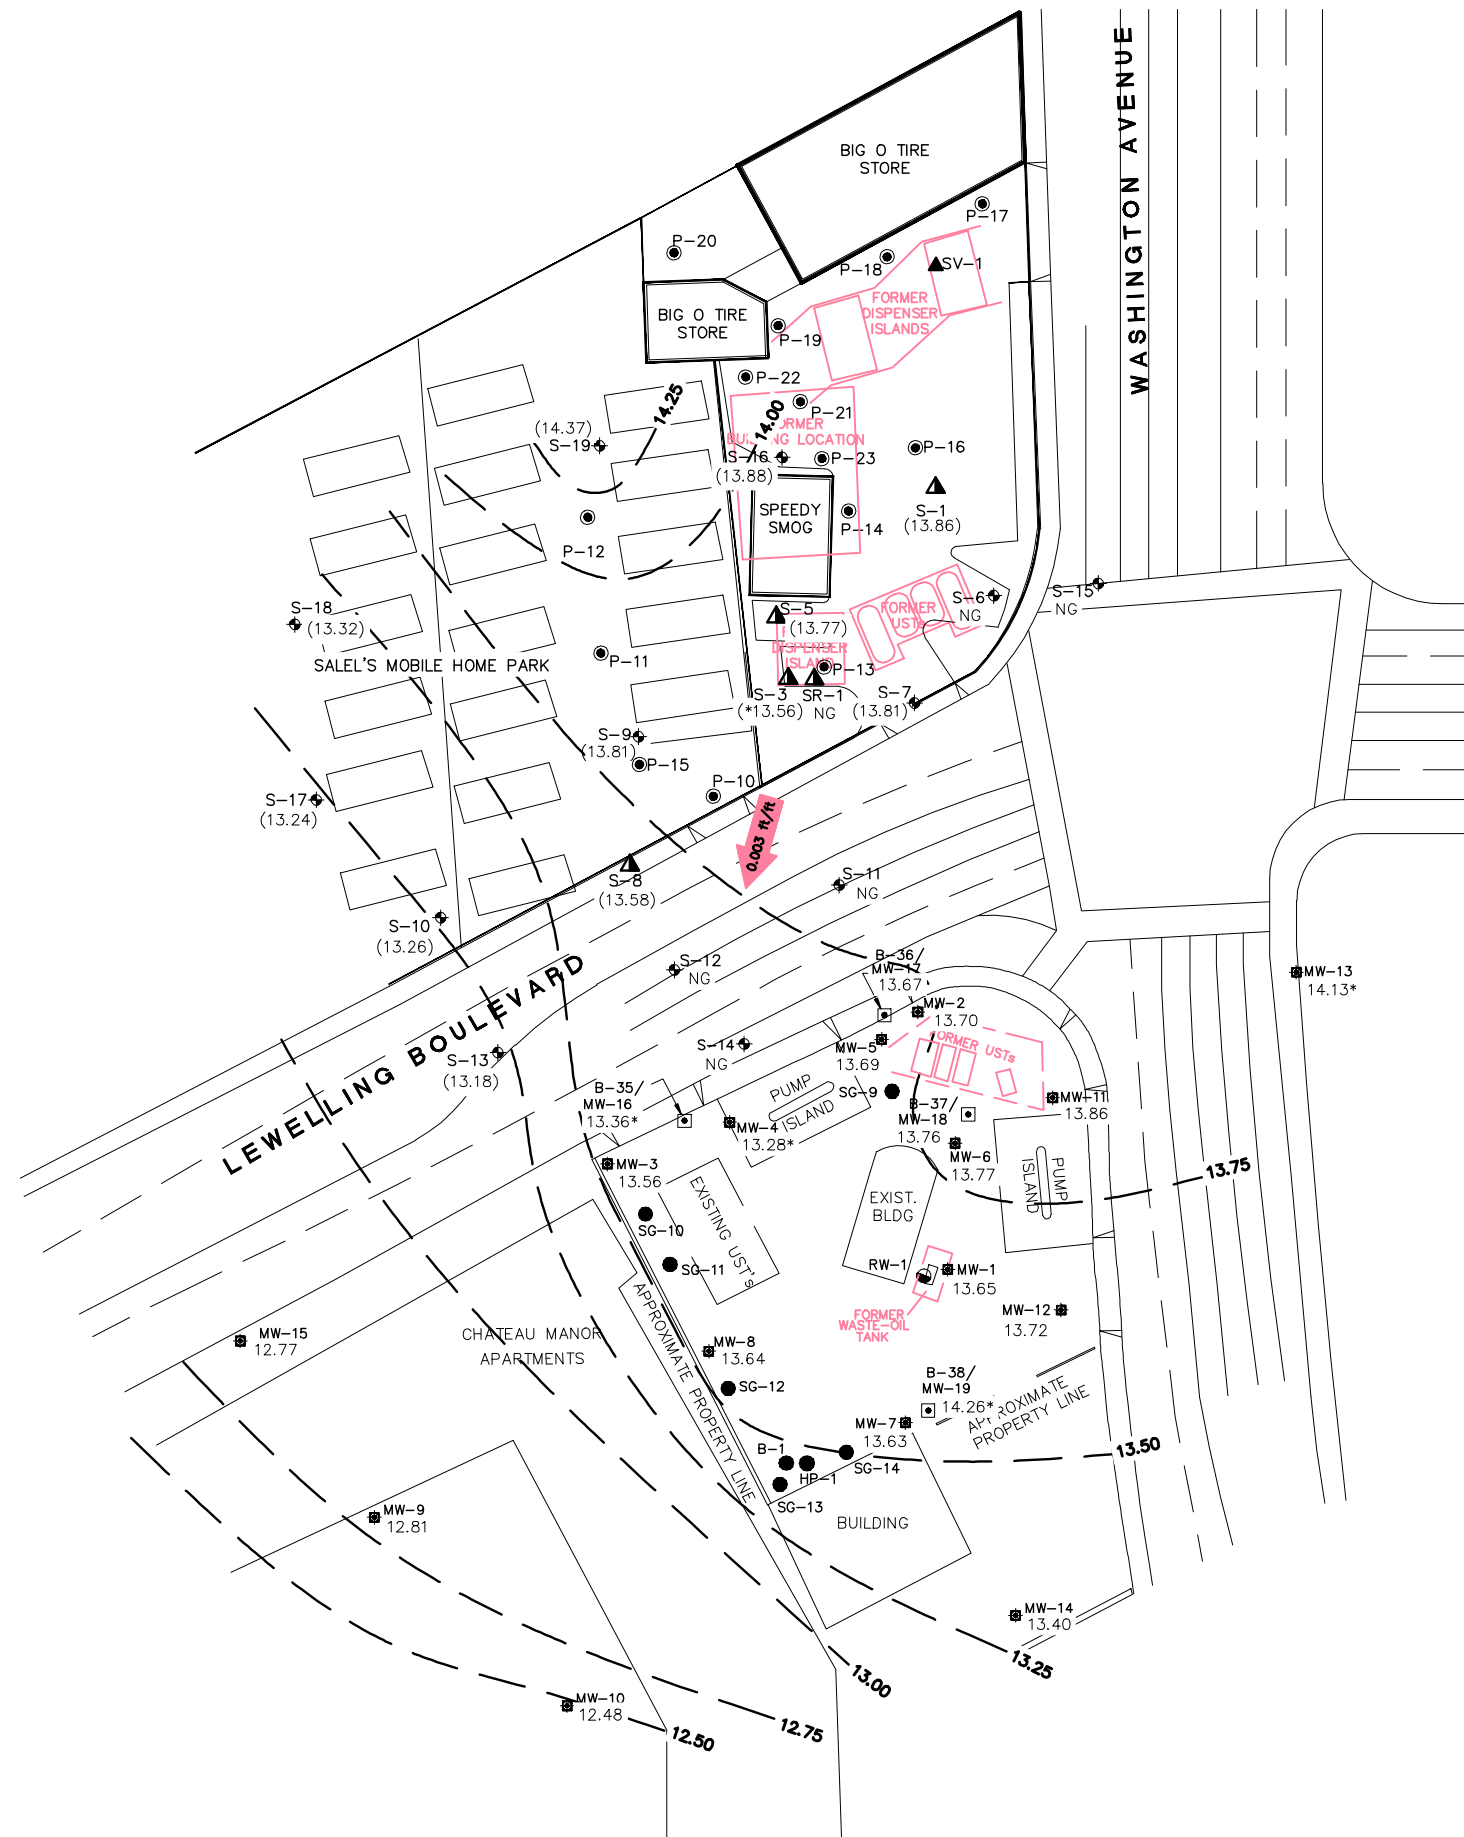 WASHINGTON AVENUE
BIG O TIRE
STORE
P-17
P-20
P-18
SV-1
FORMER
DISPENSER
ISLANDS
BIG O TIRE
STORE
P-19
P-22
14.25
14.00
P-21
(14.37)
S-19
LOCATION
S-16
(13.88)
P-23
P-16
SPEEDY
SMOG
S-1
(13.86)
P-14
P-12
S-15
NG
S-6
NG
FORMER
USTs
S-18
(13.32)
S-5
(13.77)
DISPENSER
ISLAND
SALEL'S MOBILE HOME PARK
P-11
P-13
S-3
(*13.56)
SR-1
NG
S-7
(13.81)
S-9
(13.81)
P-15
P-10
S-17
(13.24)
0.003 ft/ft
S-8
(13.58)
S-11
NG
S-10
(13.26)
S-12
NG
B-36/
MW-17
13.67
MW-13
14.13*
LEWELLING BOULEVARD
MW-2
13.70
S-14
NG
MW-5
13.69
FORMER USTs
S-13
(13.18)
B-35/
MW-16
13.36*
PUMP
ISLAND
SG-9
B-37/
MW-18
13.76
MW-11
13.86
MW-4
13.28*
MW-6
13.77
MW-3
13.56
PUMP
ISLAND
13.75
EXISTING UST'S
EXIST.
BLDG
SG-10
SG-11
RW-1
MW-1
13.65
MW-12
13.72
FORMER
WASTE-OIL
TANK
MW-15
12.77
CHATEAU MANOR
APARTMENTS
APPROXIMATE PROPERTY LINE
MW-8
13.64
SG-12
B-38/
MW-19
14.26*
PROPERTY LINE
MW-7
13.63
13.50
B-1
HP-1
SG-14
SG-13
MW-9
12.81
BUILDING
MW-14
13.40
13.25
13.00
MW-10
12.48
12.75
12.50